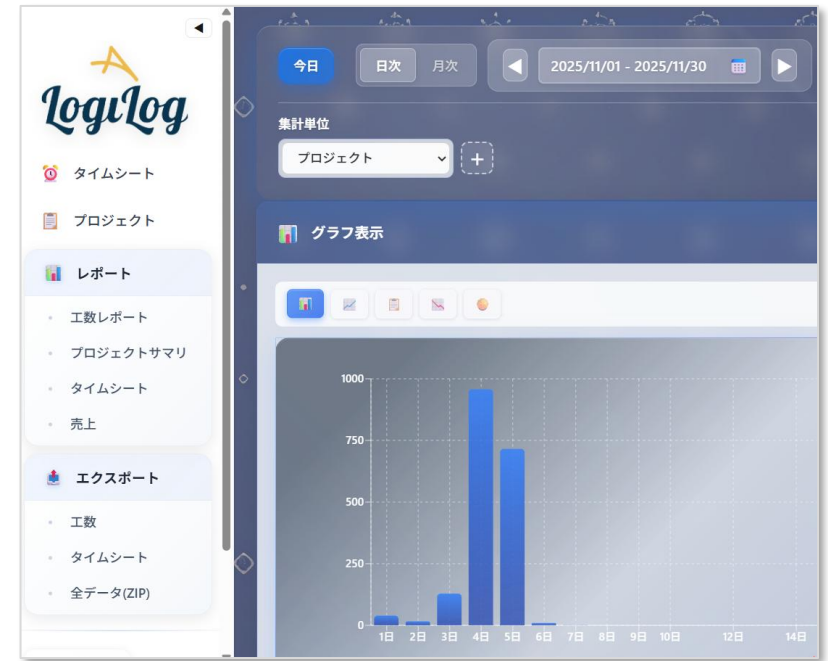 ◀
LogiLog
タイムシート
プロジェクト
レポート
工数レポート
プロジェクトサマリ
タイムシート
売上
エクスポート
工数
タイムシート
全データ(ZIP)
今日 日次 月次 ◀ 2025/11/01 - 2025/11/30 ▶
集計単位
プロジェクト +
グラフ表示
1000
750
500
250
0
1日 2日 3日 4日 5日 6日 7日 8日 9日 10日 12日 14日